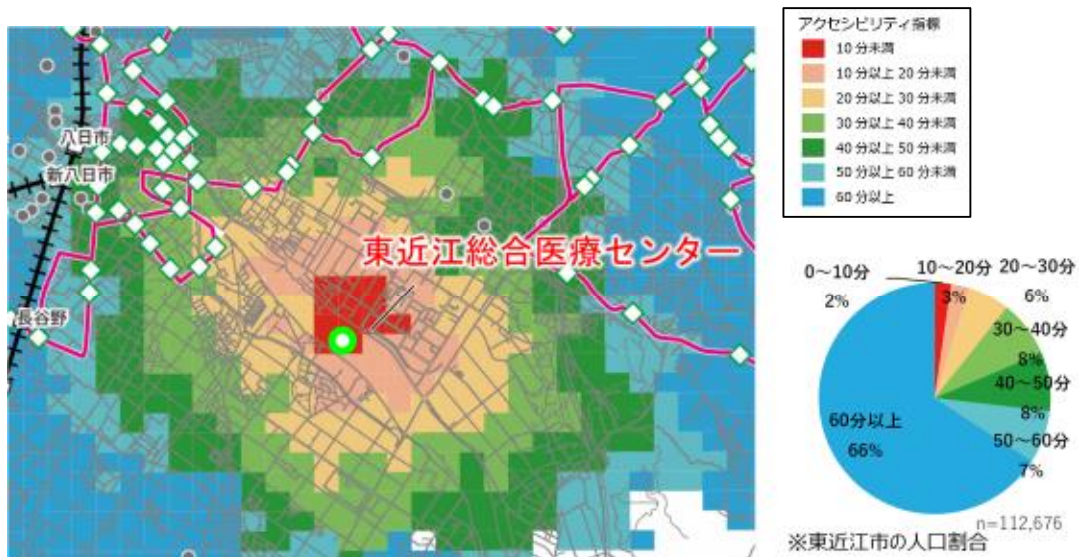 八日市
新八日市
長谷野
東近江総合医療センター
アクセシビリティ指標
10分未満
10分以上 20分未満
20分以上 30分未満
30分以上 40分未満
40分以上 50分未満
50分以上 60分未満
60分以上
0～10分
2%
10～20分
3%
20～30分
6%
30～40分
8%
40～50分
8%
50～60分
7%
60分以上
66%
n=112,676
※東近江市の人口割合